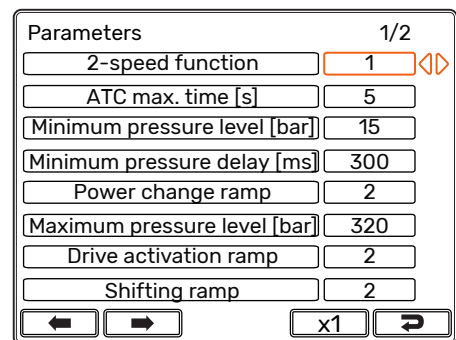 Parameters 1/2
2-speed function 1
ATC max. time [s] 5
Minimum pressure level [bar] 15
Minimum pressure delay [ms] 300
Power change ramp 2
Maximum pressure level [bar] 320
Drive activation ramp 2
Shifting ramp 2
x1